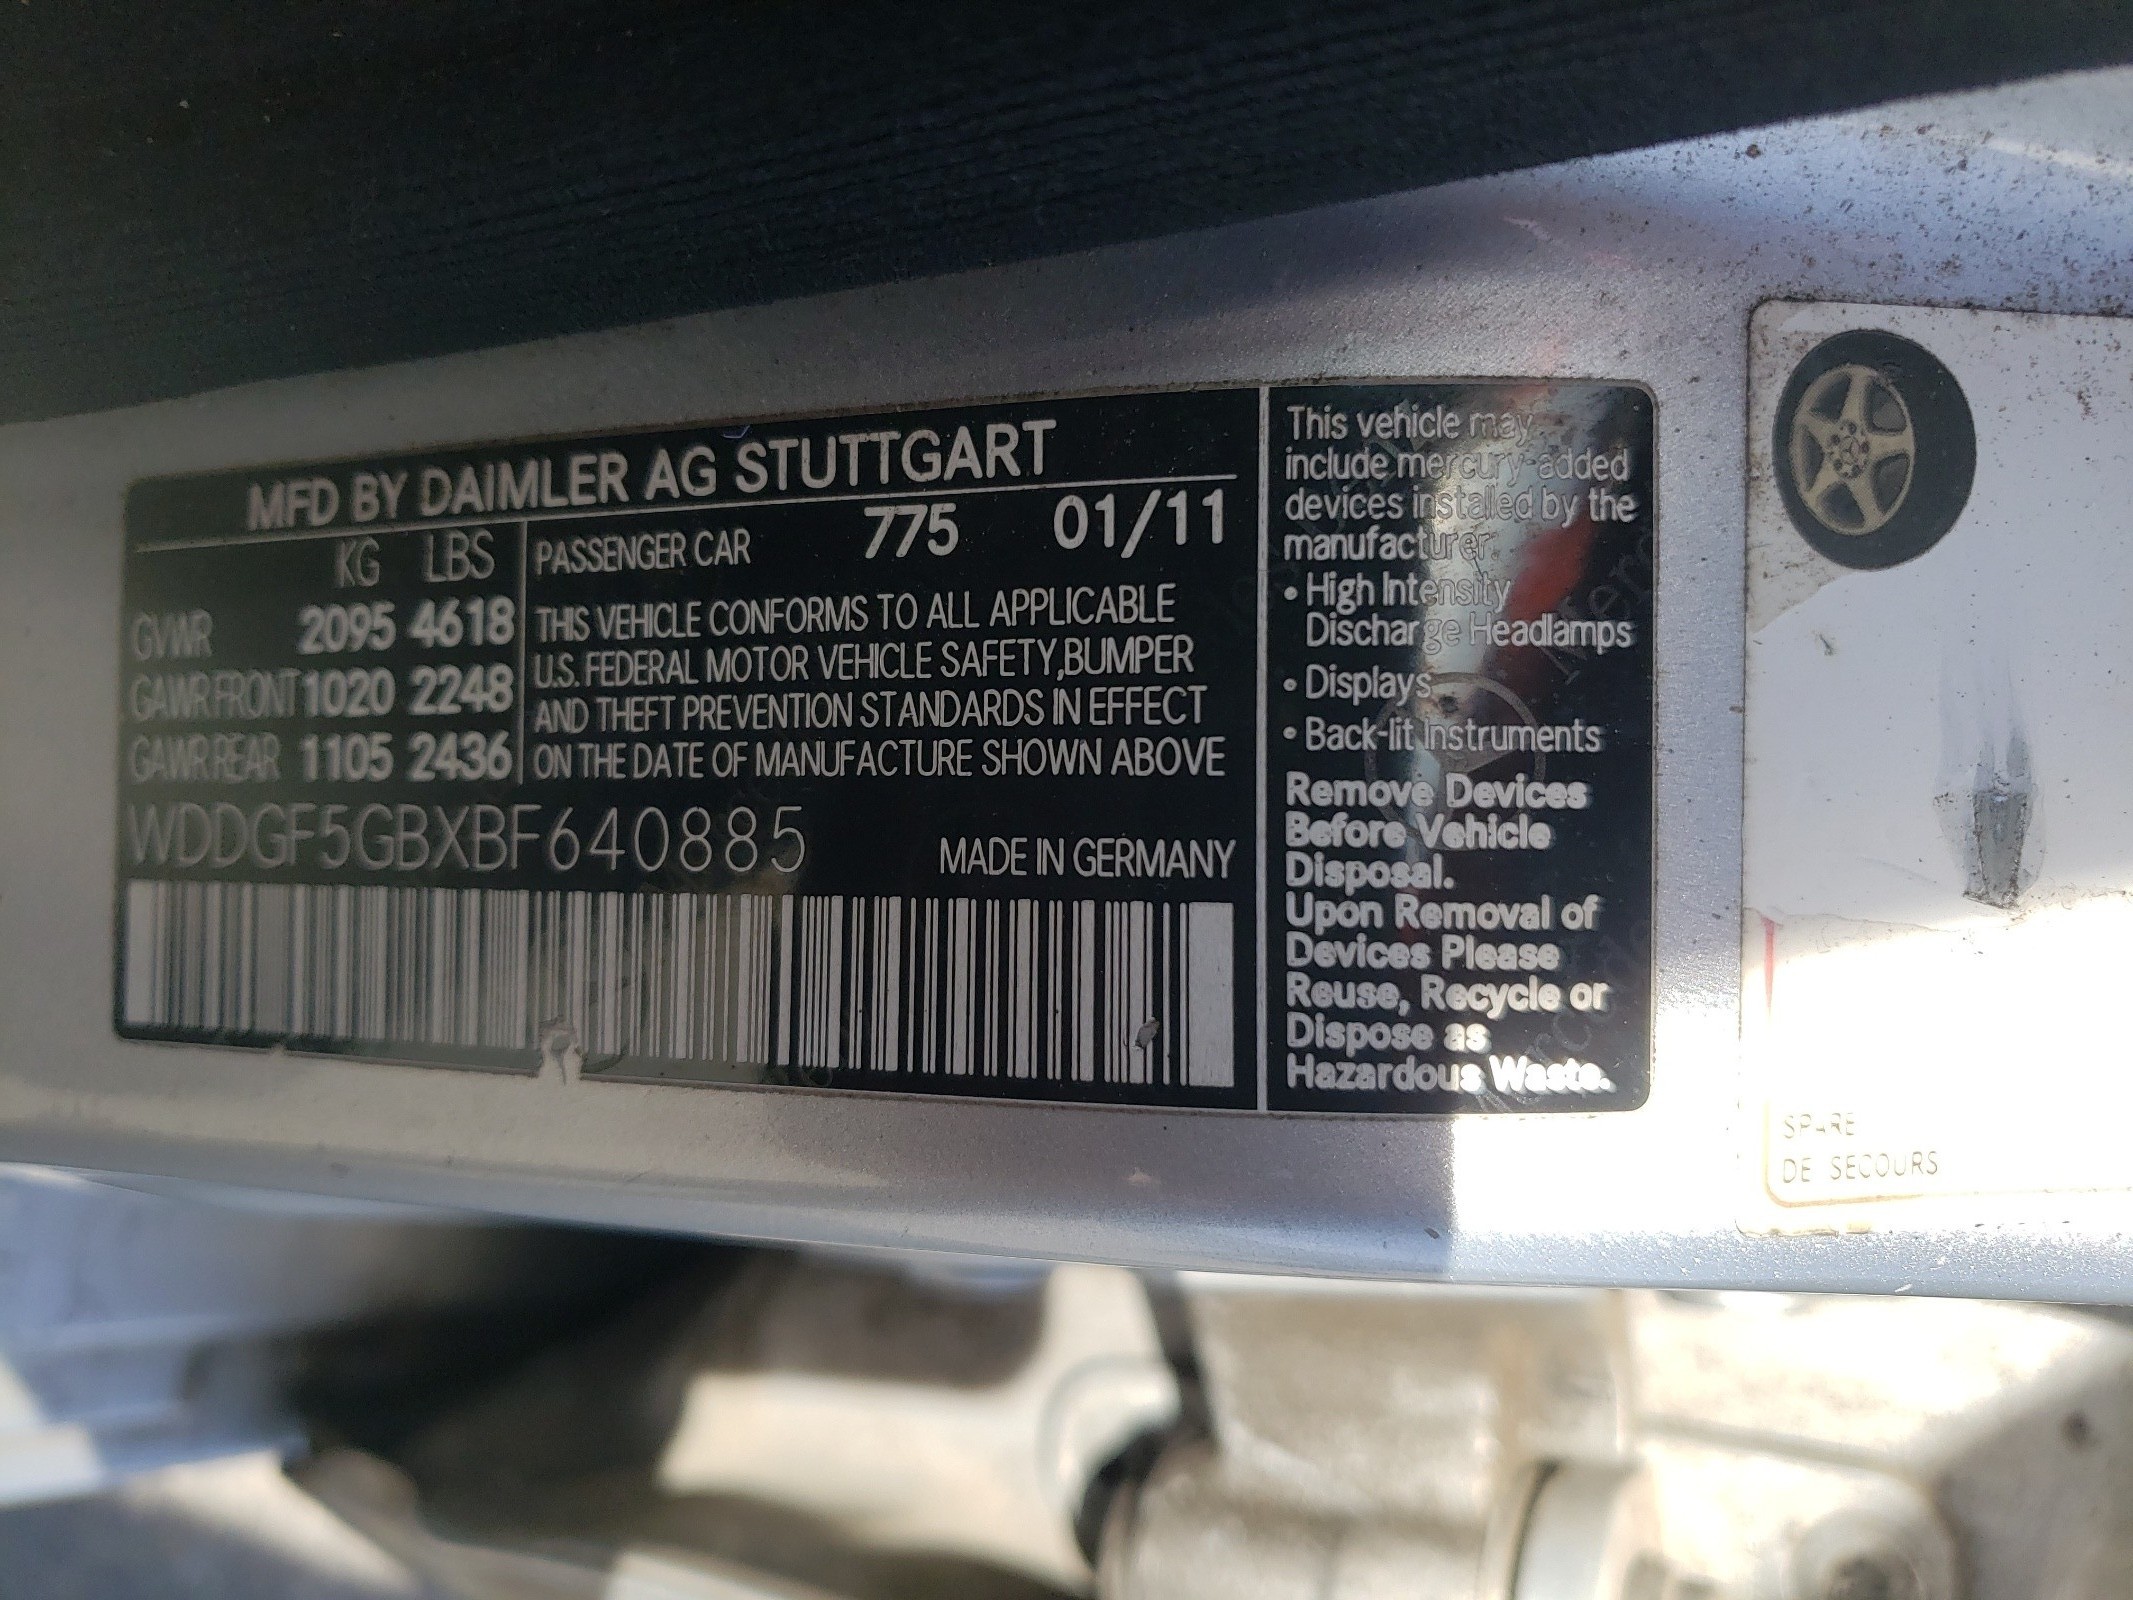 MFD BY DAIMLER AG STUTTGART
KG LBS
GVWR 2095 4618
GAWR FRONT 1020 2248
GAWR REAR 1105 2436
PASSENGER CAR 775 01/11
THIS VEHICLE CONFORMS TO ALL APPLICABLE
U.S. FEDERAL MOTOR VEHICLE SAFETY,BUMPER
AND THEFT PREVENTION STANDARDS IN EFFECT
ON THE DATE OF MANUFACTURE SHOWN ABOVE
WDDGF5GBXBF640885
MADE IN GERMANY
This vehicle may
include mercury-added
devices installed by the
manufacturer:
• High Intensity
Discharge Headlamps
• Displays
• Back-lit Instruments
Remove Devices
Before Vehicle
Disposal.
Upon Removal of
Devices Please
Reuse, Recycle or
Dispose as
Hazardous Waste.
SPARE
DE SECOURS